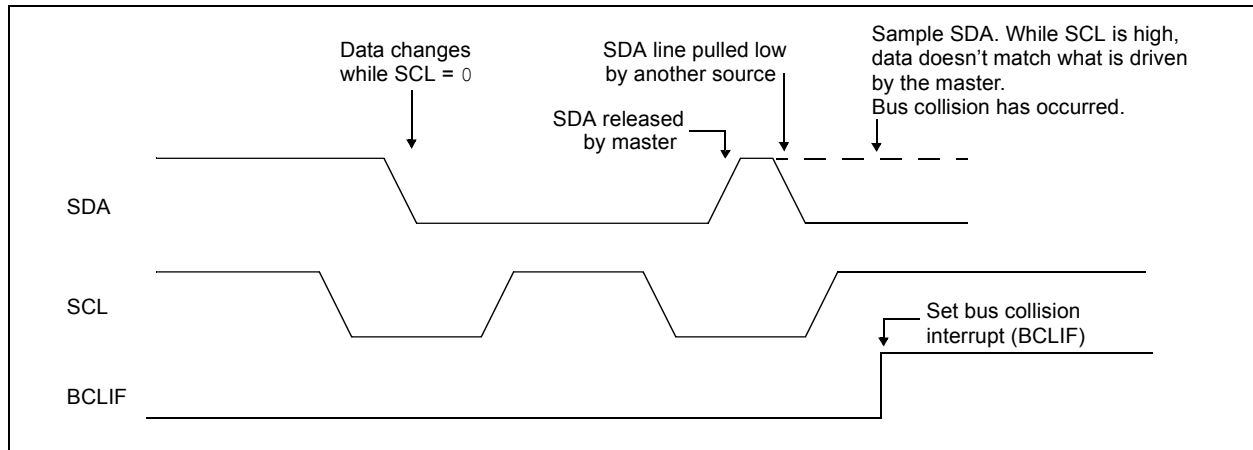 Data changes
while SCL = 0
SDA line pulled low
by another source
Sample SDA. While SCL is high,
data doesn't match what is driven
by the master.
Bus collision has occurred.
SDA released
by master
SDA
SCL
Set bus collision
interrupt (BCLIF)
BCLIF